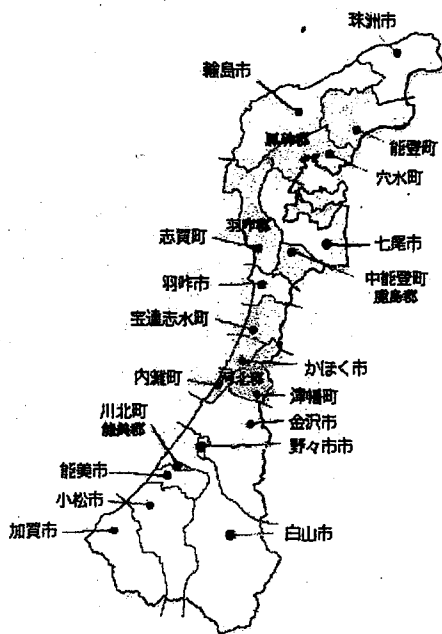 珠洲市
輪島市
鳳珠郡
能登町
穴水町
羽咋郡
志賀町
七尾市
中能登町
鹿島郡
羽咋市
宝達志水町
かほく市
内灘町
河北郡
津幡町
川北町
能美郡
金沢市
野々市市
能美市
小松市
加賀市
白山市